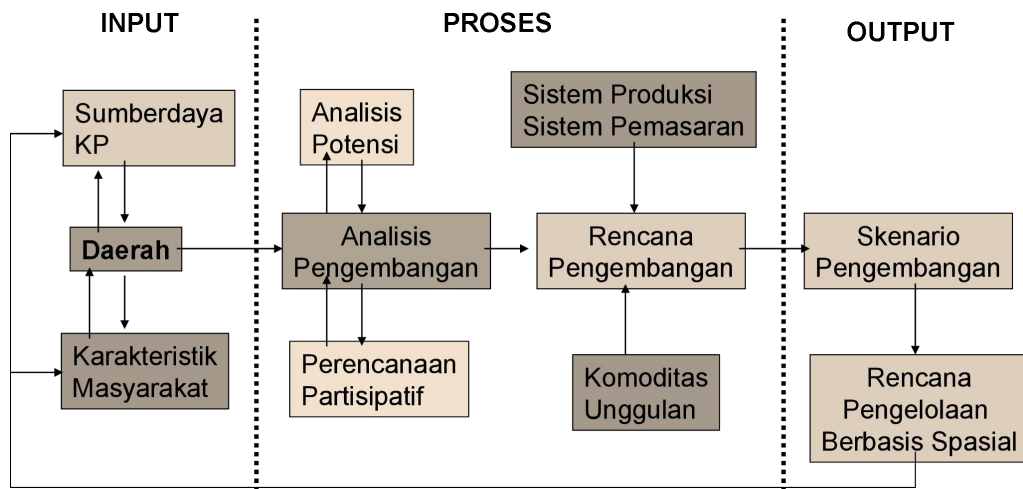 INPUT
PROSES
OUTPUT
Sumberdaya
KP
Daerah
Karakteristik
Masyarakat
Analisis
Potensi
Analisis
Pengembangan
Perencanaan
Partisipatif
Sistem Produksi
Sistem Pemasaran
Rencana
Pengembangan
Komoditas
Unggulan
Skenario
Pengembangan
Rencana
Pengelolaan
Berbasis Spasial